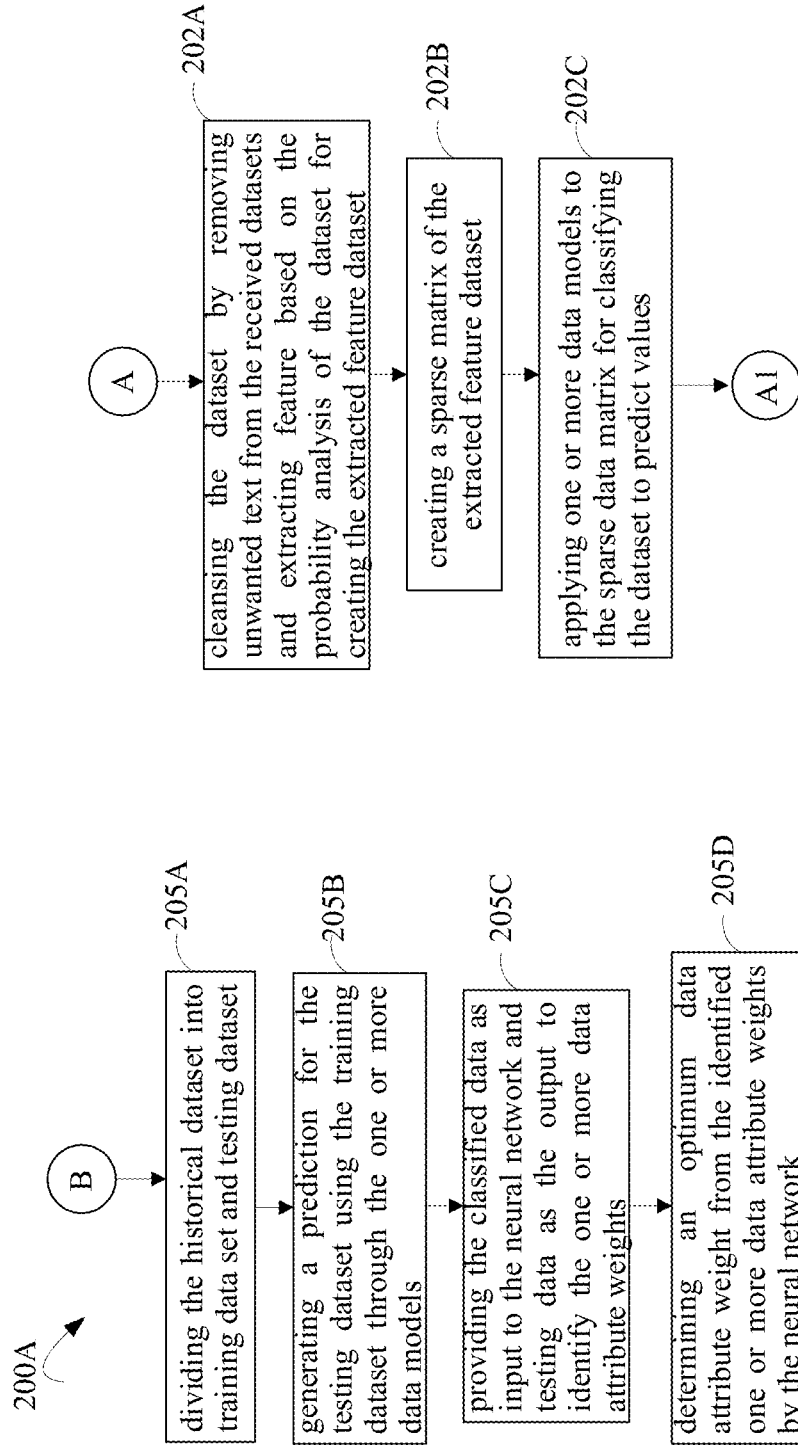 200A
B
205A
dividing the historical dataset into
training data set and testing dataset
205B
generating a prediction for the
testing dataset using the training
dataset through the one or more
data models
205C
providing the classified data as
input to the neural network and
testing data as the output to
identify the one or more data
attribute weights
205D
determining an optimum data
attribute weight from the identified
one or more data attribute weights
by the neural network
A
202A
cleansing the dataset by removing
unwanted text from the received datasets
and extracting feature based on the
probability analysis of the dataset for
creating the extracted feature dataset
202B
creating a sparse matrix of the
extracted feature dataset
202C
applying one or more data models to
the sparse data matrix for classifying
the dataset to predict values
A1